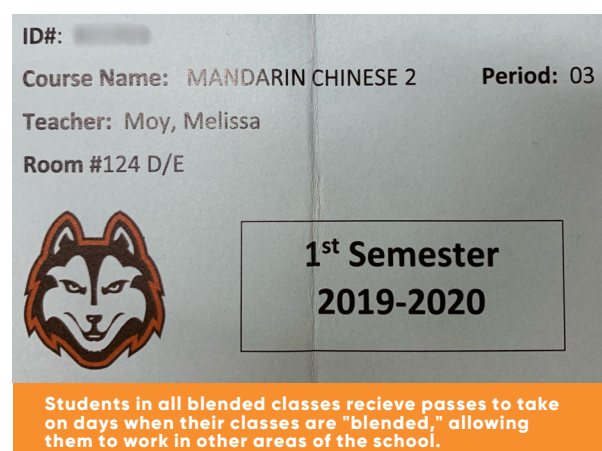 ID#:
Course Name: MANDARIN CHINESE 2 Period: 03
Teacher: Moy, Melissa
Room #124 D/E
1st Semester
2019-2020
Students in all blended classes recieve passes to take
on days when their classes are "blended," allowing
them to work in other areas of the school.